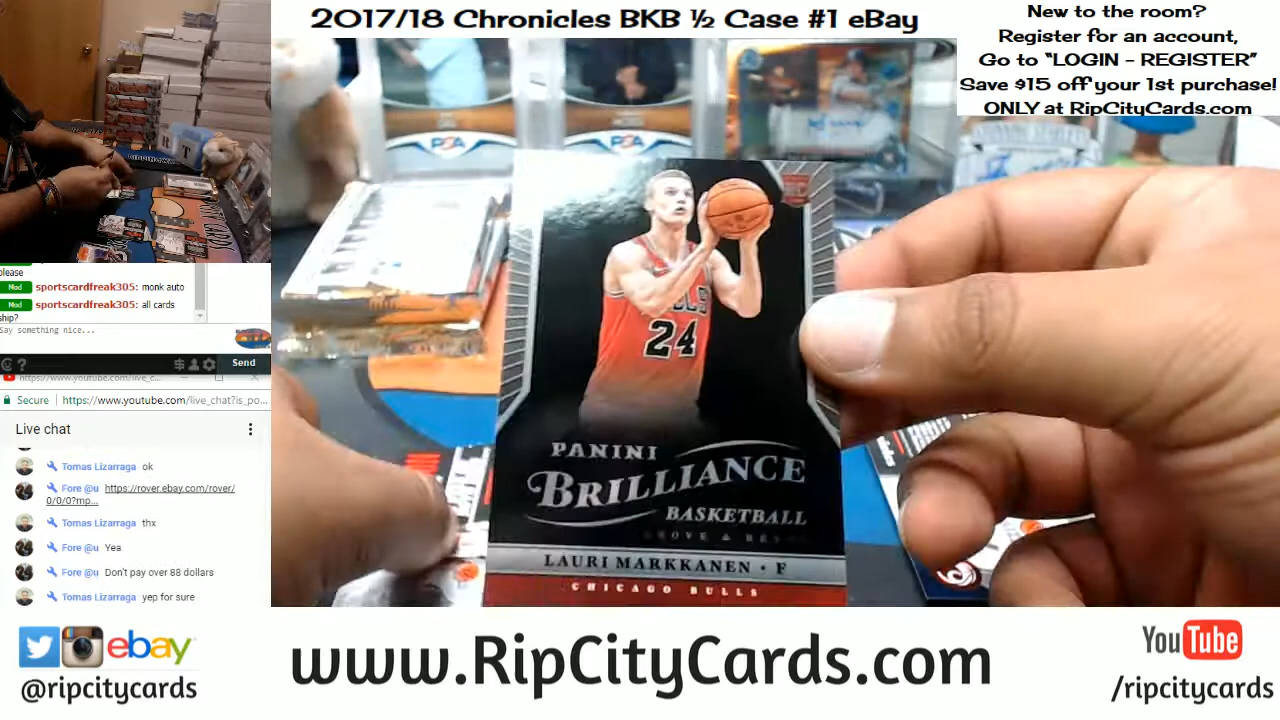 2017/18 Chronicles BKB ½ Case #1 eBay
New to the room?
Register for an account,
Go to "LOGIN - REGISTER"
Save $15 off your 1st purchase!
ONLY at RipCityCards.com
please
Mod sportscardfreak305: monk auto
Mod sportscardfreak305: all cards
ship?
Say something nice...
Send
https://www.youtube.com/live_c...
Secure https://www.youtube.com/live_chat?is_po...
Live chat
Tomas Lizarraga ok
Fore @u https://rover.ebay.com/rover/
0/0/0?mp...
Tomas Lizarraga thx
Fore @u Yea
Fore @u Don't pay over 88 dollars
Tomas Lizarraga yep for sure
PSA
PSA
24
PANINI
BRILLIANCE
BASKETBALL
LAURI MARKKANEN • F
CHICAGO BULLS
ebay
@ripcitycards
www.RipCityCards.com
YouTube
/ripcitycards